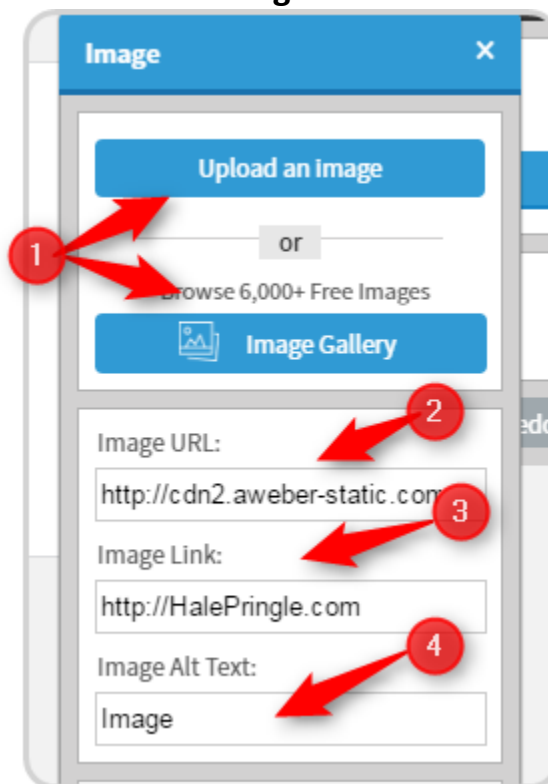 Image ×
Upload an image
1
or
Browse 6,000+ Free Images
Image Gallery
2
Image URL:
http://cdn2.aweber-static.com
3
Image Link:
http://HalePringle.com
4
Image Alt Text:
Image